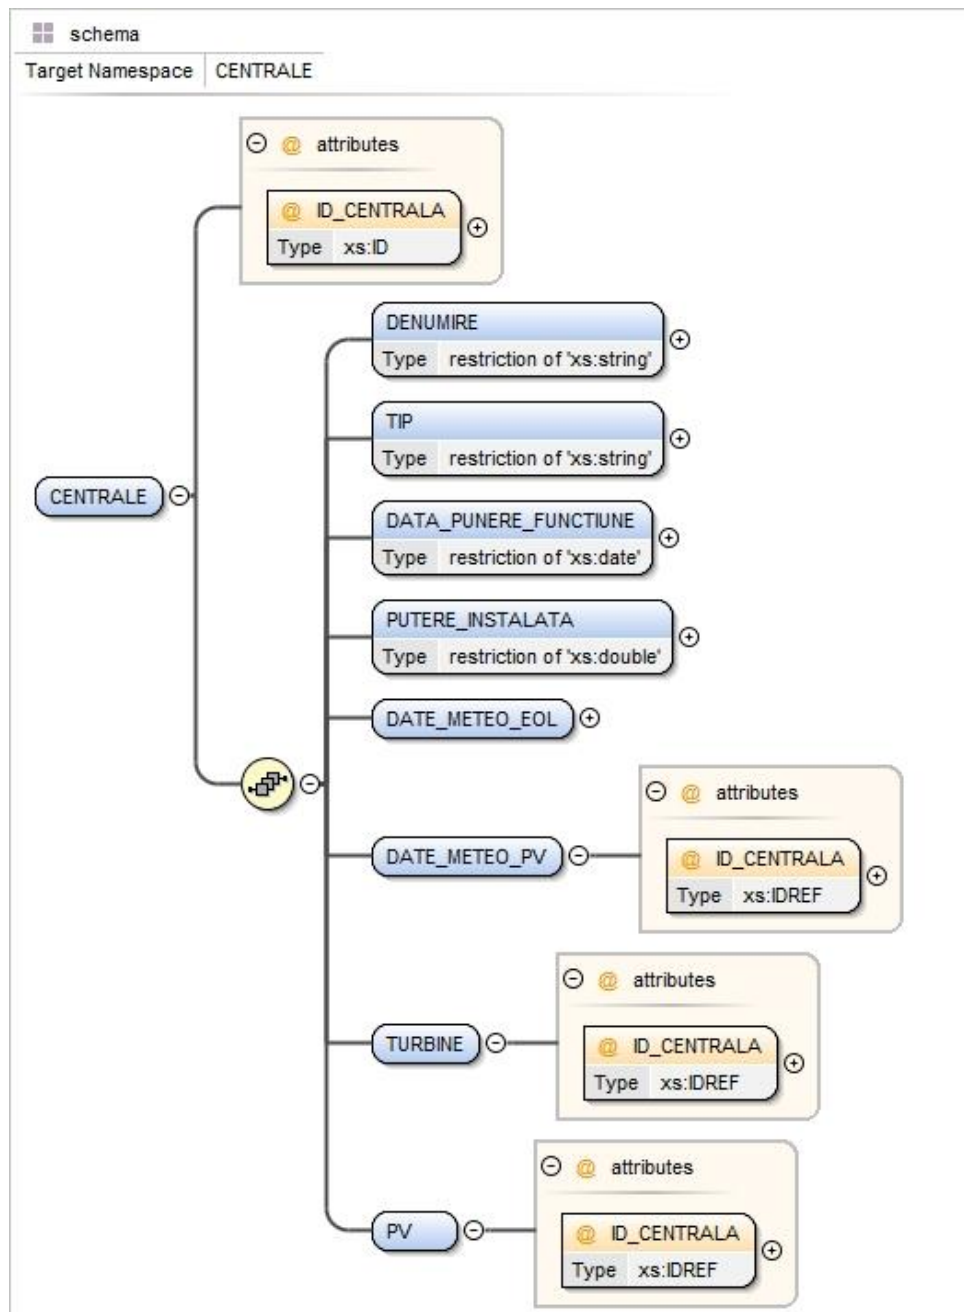 schema
Target Namespace CENTRALE
@ attributes
@ ID_CENTRALA
Type xs:ID
DENUMIRE
Type restriction of 'xs:string'
TIP
Type restriction of 'xs:string'
CENTRALE
DATA_PUNERE_FUNCTIUNE
Type restriction of 'xs:date'
PUTERE_INSTALATA
Type restriction of 'xs:double'
DATE_METEO_EOL
@ attributes
DATE_METEO_PV
@ ID_CENTRALA
Type xs:IDREF
@ attributes
TURBINE
@ ID_CENTRALA
Type xs:IDREF
@ attributes
PV
@ ID_CENTRALA
Type xs:IDREF